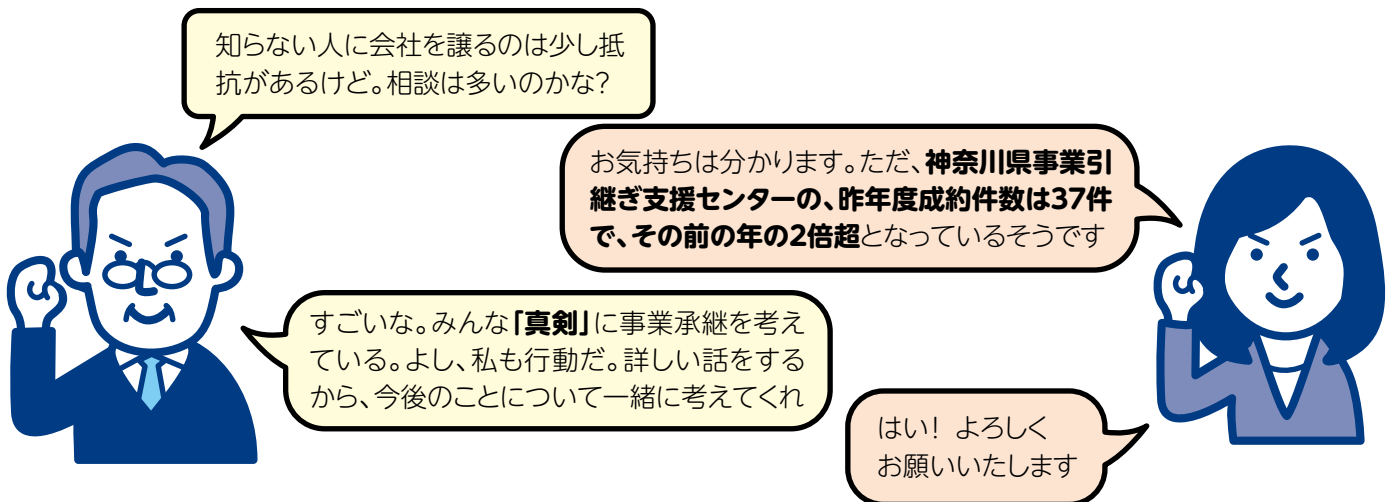 知らない人に会社を譲るのは少し抵
抗があるけど。相談は多いのかな？
お気持ちは分かります。ただ、神奈川県事業引
継ぎ支援センターの、昨年度成約件数は37件
で、その前の年の2倍超となっているそうです
すごいな。みんな「真剣」に事業承継を考え
ている。よし、私も行動だ。詳しい話をする
から、今後のことについて一緒に考えてくれ
はい！ よろしく
お願いいたします